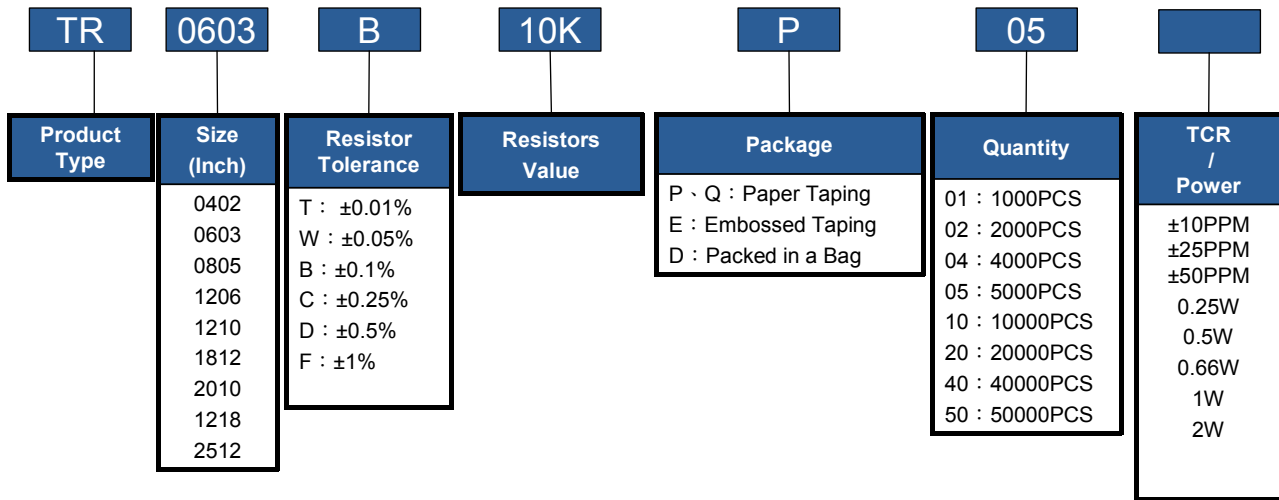 TR 0603 B 10K P 05
Product Type
Size (Inch)
0402
0603
0805
1206
1210
1812
2010
1218
2512
Resistor Tolerance
T： ±0.01%
W：±0.05%
B：±0.1%
C：±0.25%
D：±0.5%
F：±1%
Resistors Value
Package
P、Q：Paper Taping
E：Embossed Taping
D：Packed in a Bag
Quantity
01：1000PCS
02：2000PCS
04：4000PCS
05：5000PCS
10：10000PCS
20：20000PCS
40：40000PCS
50：50000PCS
TCR
/
Power
±10PPM
±25PPM
±50PPM
0.25W
0.5W
0.66W
1W
2W